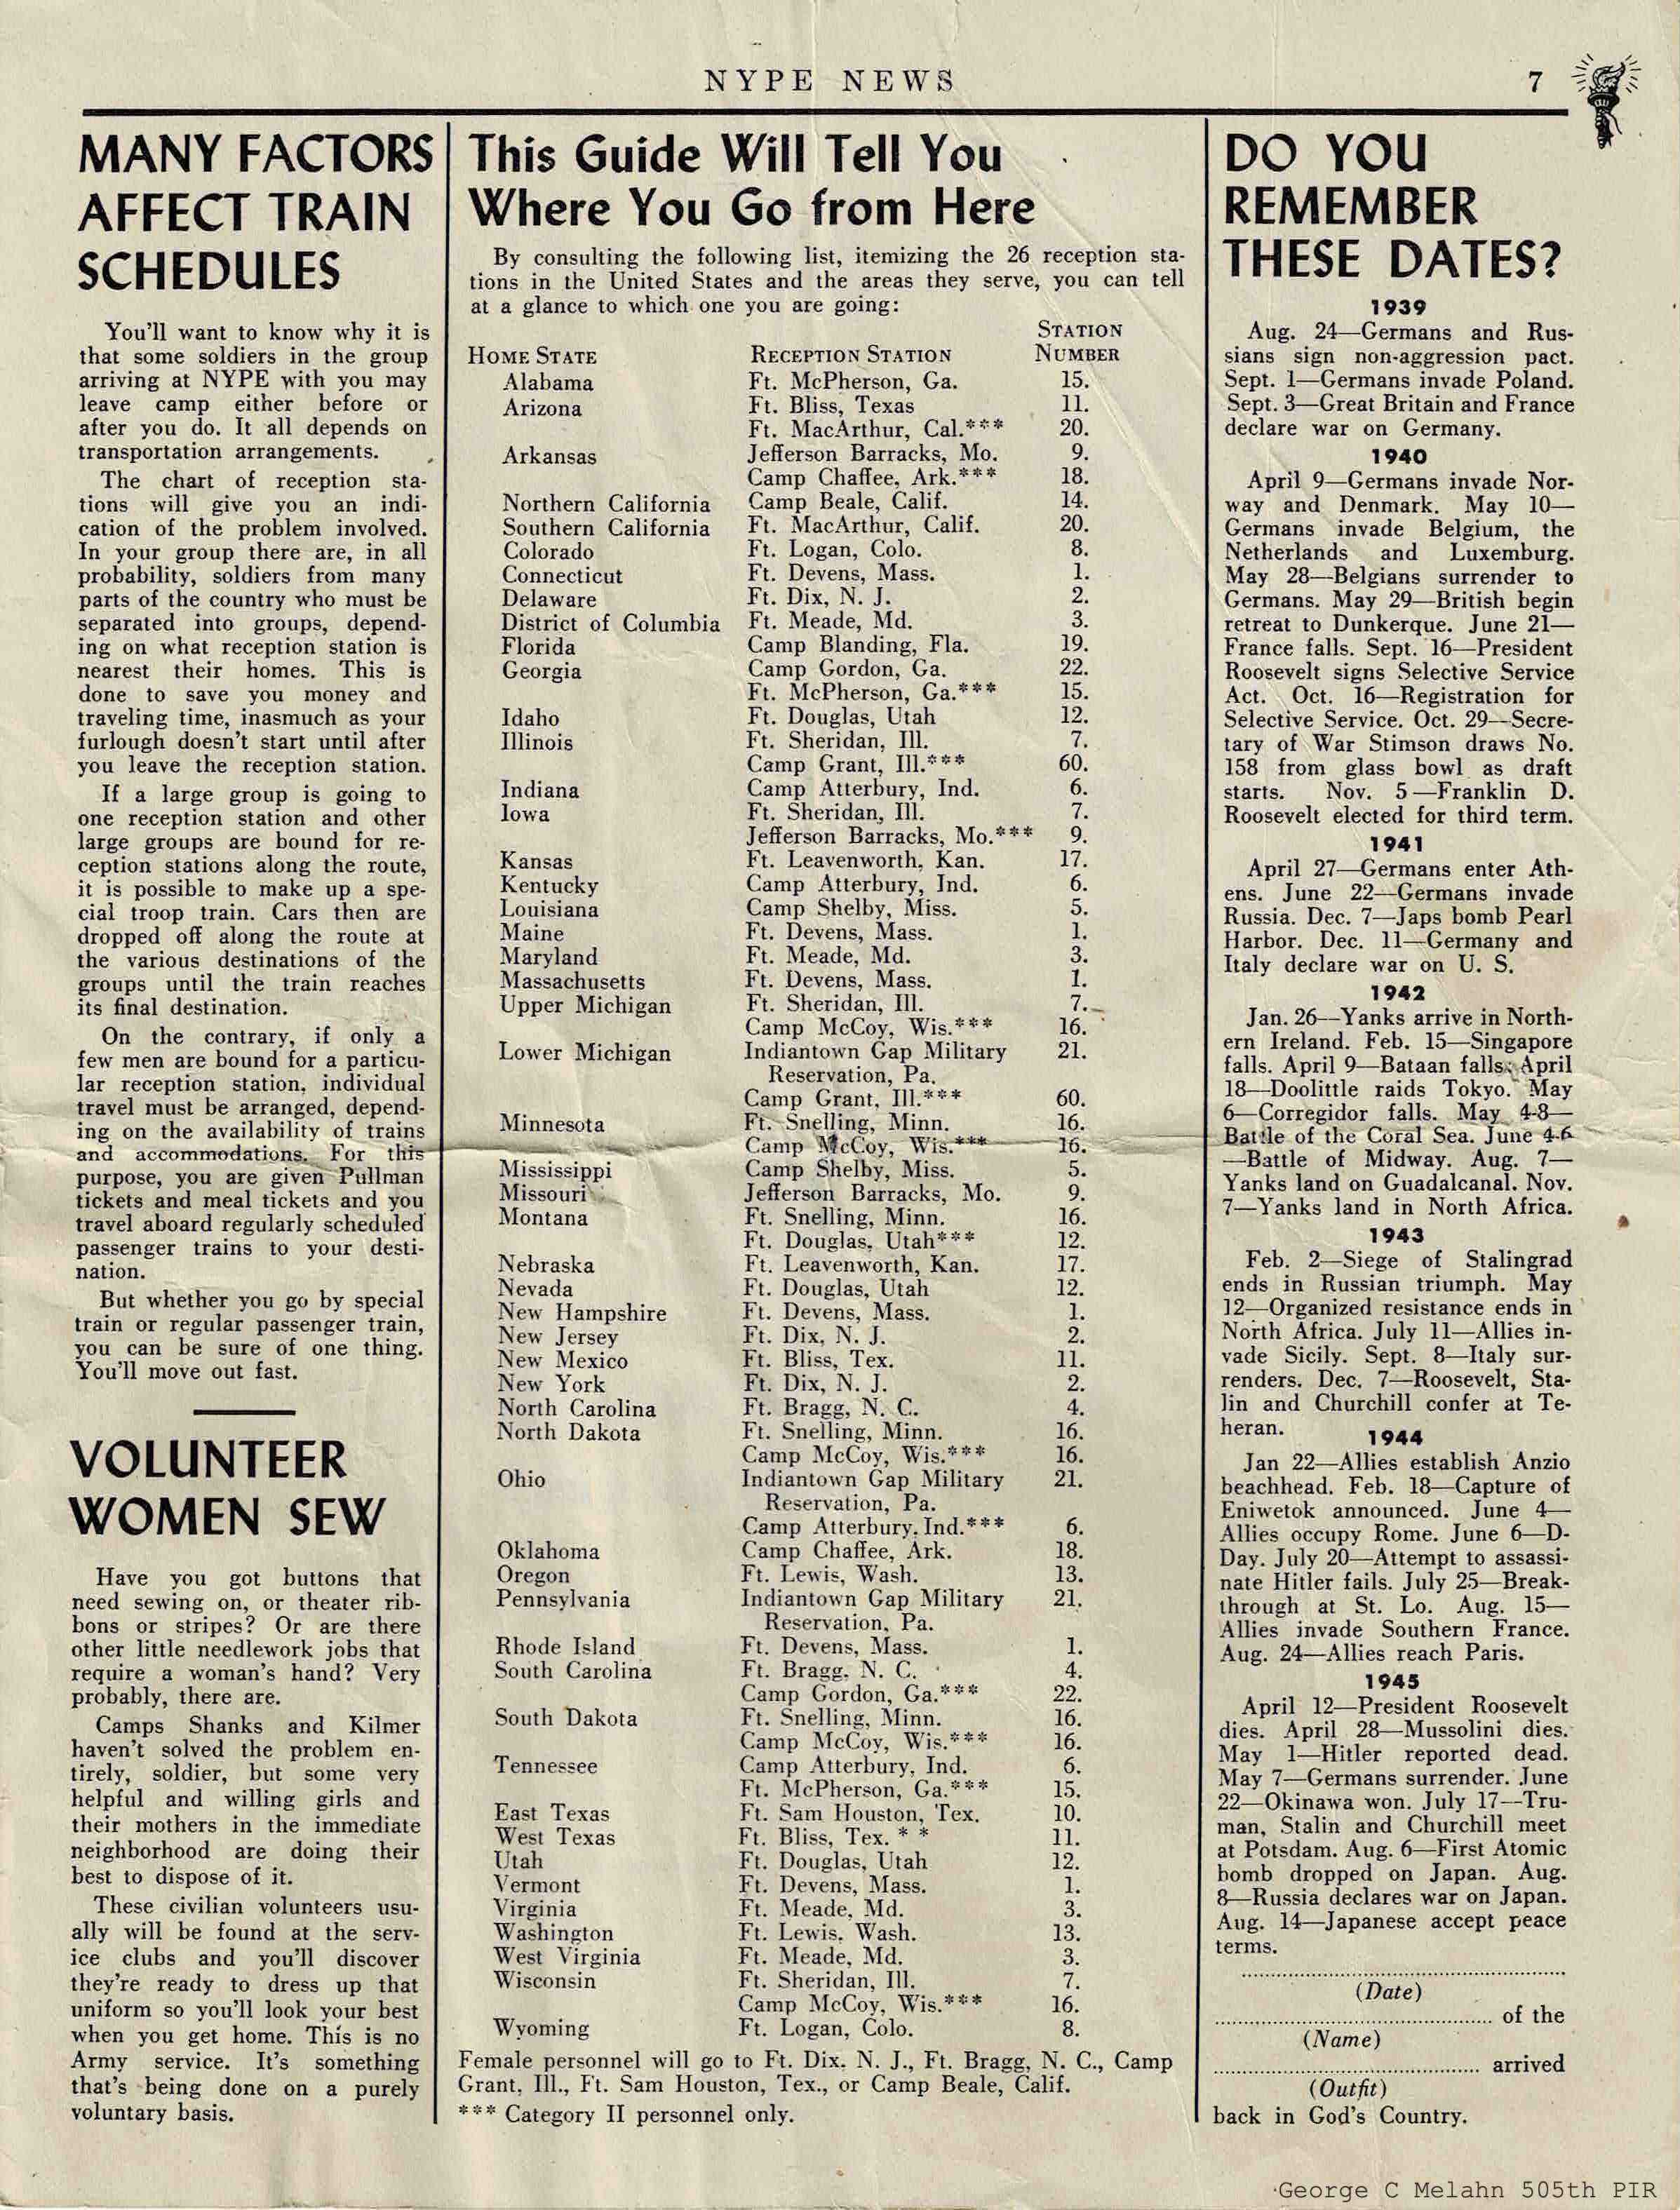 NYPE NEWS
7
MANY FACTORS
AFFECT TRAIN
SCHEDULES
You'll want to know why it is
that some soldiers in the group
arriving at NYPE with you may
leave camp either before or
after you do. It all depends on
transportation arrangements.
The chart of reception sta-
tions will give you an indi-
cation of the problem involved.
In your group there are, in all
probability, soldiers from many
parts of the country who must be
separated into groups, depend-
ing on what reception station is
nearest their homes. This is
done to save you money and
traveling time, inasmuch as your
furlough doesn't start until after
you leave the reception station.
If a large group is going to
one reception station and other
large groups are bound for re-
ception stations along the route,
it is possible to make up a spe-
cial troop train. Cars then are
dropped off along the route at
the various destinations of the
groups until the train reaches
its final destination.
On the contrary, if only a
few men are bound for a particu-
lar reception station, individual
travel must be arranged, depend-
ing on the availability of trains
and accommodations. For this
purpose, you are given Pullman
tickets and meal tickets and you
travel aboard regularly scheduled
passenger trains to your desti-
nation.
But whether you go by special
train or regular passenger train,
you can be sure of one thing.
You'll move out fast.
VOLUNTEER
WOMEN SEW
Have you got buttons that
need sewing on, or theater rib-
bons or stripes? Or are there
other little needlework jobs that
require a woman's hand? Very
probably, there are.
Camps Shanks and Kilmer
haven't solved the problem en-
tirely, soldier, but some very
helpful and willing girls and
their mothers in the immediate
neighborhood are doing their
best to dispose of it.
These civilian volunteers usu-
ally will be found at the serv-
ice clubs and you'll discover
they're ready to dress up that
uniform so you'll look your best
when you get home. This is no
Army service. It's something
that's being done on a purely
voluntary basis.
This Guide Will Tell You
Where You Go from Here
By consulting the following list, itemizing the 26 reception sta-
tions in the United States and the areas they serve, you can tell
at a glance to which one you are going:
STATION
HOME STATE RECEPTION STATION NUMBER
Alabama Ft. McPherson, Ga. 15.
Arizona Ft. Bliss, Texas 11.
Ft. MacArthur, Cal.*** 20.
Arkansas Jefferson Barracks, Mo. 9.
Camp Chaffee, Ark.*** 18.
Northern California Camp Beale, Calif. 14.
Southern California Ft. MacArthur, Calif. 20.
Colorado Ft. Logan, Colo. 8.
Connecticut Ft. Devens, Mass. 1.
Delaware Ft. Dix, N. J. 2.
District of Columbia Ft. Meade, Md. 3.
Florida Camp Blanding, Fla. 19.
Georgia Camp Gordon, Ga. 22.
Ft. McPherson, Ga.*** 15.
Idaho Ft. Douglas, Utah 12.
Illinois Ft. Sheridan, Ill. 7.
Camp Grant, Ill.*** 60.
Indiana Camp Atterbury, Ind. 6.
Iowa Ft. Sheridan, Ill. 7.
Jefferson Barracks, Mo.*** 9.
Kansas Ft. Leavenworth, Kan. 17.
Kentucky Camp Atterbury, Ind. 6.
Louisiana Camp Shelby, Miss. 5.
Maine Ft. Devens, Mass. 1.
Maryland Ft. Meade, Md. 3.
Massachusetts Ft. Devens, Mass. 1.
Upper Michigan Ft. Sheridan, Ill. 7.
Camp McCoy, Wis.*** 16.
Lower Michigan Indiantown Gap Military 21.
Reservation, Pa.
Camp Grant, Ill.*** 60.
Minnesota Ft. Snelling, Minn. 16.
Camp McCoy, Wis.*** 16.
Mississippi Camp Shelby, Miss. 5.
Missouri Jefferson Barracks, Mo. 9.
Montana Ft. Snelling, Minn. 16.
Ft. Douglas, Utah*** 12.
Nebraska Ft. Leavenworth, Kan. 17.
Nevada Ft. Douglas, Utah 12.
New Hampshire Ft. Devens, Mass. 1.
New Jersey Ft. Dix, N. J. 2.
New Mexico Ft. Bliss, Tex. 11.
New York Ft. Dix, N. J. 2.
North Carolina Ft. Bragg, N. C. 4.
North Dakota Ft. Snelling, Minn. 16.
Camp McCoy, Wis.*** 16.
Ohio Indiantown Gap Military 21.
Reservation, Pa.
Camp Atterbury, Ind.*** 6.
Oklahoma Camp Chaffee, Ark. 18.
Oregon Ft. Lewis, Wash. 13.
Pennsylvania Indiantown Gap Military 21.
Reservation, Pa.
Rhode Island Ft. Devens, Mass. 1.
South Carolina Ft. Bragg, N. C. 4.
Camp Gordon, Ga.*** 22.
South Dakota Ft. Snelling, Minn. 16.
Camp McCoy, Wis.*** 16.
Tennessee Camp Atterbury, Ind. 6.
Ft. McPherson, Ga.*** 15.
East Texas Ft. Sam Houston, Tex. 10.
West Texas Ft. Bliss, Tex. * * 11.
Utah Ft. Douglas, Utah 12.
Vermont Ft. Devens, Mass. 1.
Virginia Ft. Meade, Md. 3.
Washington Ft. Lewis, Wash. 13.
West Virginia Ft. Meade, Md. 3.
Wisconsin Ft. Sheridan, Ill. 7.
Camp McCoy, Wis.*** 16.
Wyoming Ft. Logan, Colo. 8.
Female personnel will go to Ft. Dix, N. J., Ft. Bragg, N. C., Camp
Grant, Ill., Ft. Sam Houston, Tex., or Camp Beale, Calif.
*** Category II personnel only.
DO YOU
REMEMBER
THESE DATES?
1939
Aug. 24—Germans and Rus-
sians sign non-aggression pact.
Sept. 1—Germans invade Poland.
Sept. 3—Great Britain and France
declare war on Germany.
1940
April 9—Germans invade Nor-
way and Denmark. May 10—
Germans invade Belgium, the
Netherlands and Luxemburg.
May 28—Belgians surrender to
Germans. May 29—British begin
retreat to Dunkerque. June 21—
France falls. Sept. 16—President
Roosevelt signs Selective Service
Act. Oct. 16—Registration for
Selective Service. Oct. 29—Secre-
tary of War Stimson draws No.
158 from glass bowl as draft
starts. Nov. 5—Franklin D.
Roosevelt elected for third term.
1941
April 27—Germans enter Ath-
ens. June 22—Germans invade
Russia. Dec. 7—Japs bomb Pearl
Harbor. Dec. 11—Germany and
Italy declare war on U. S.
1942
Jan. 26—Yanks arrive in North-
ern Ireland. Feb. 15—Singapore
falls. April 9—Bataan falls. April
18—Doolittle raids Tokyo. May
6—Corregidor falls. May 4-8—
Battle of the Coral Sea. June 4-6
—Battle of Midway. Aug. 7—
Yanks land on Guadalcanal. Nov.
7—Yanks land in North Africa.
1943
Feb. 2—Siege of Stalingrad
ends in Russian triumph. May
12—Organized resistance ends in
North Africa. July 11—Allies in-
vade Sicily. Sept. 8—Italy sur-
renders. Dec. 7—Roosevelt, Sta-
lin and Churchill confer at Te-
heran.
1944
Jan 22—Allies establish Anzio
beachhead. Feb. 18—Capture of
Eniwetok announced. June 4—
Allies occupy Rome. June 6—D-
Day. July 20—Attempt to assassi-
nate Hitler fails. July 25—Break-
through at St. Lo. Aug. 15—
Allies invade Southern France.
Aug. 24—Allies reach Paris.
1945
April 12—President Roosevelt
dies. April 28—Mussolini dies.
May 1—Hitler reported dead.
May 7—Germans surrender. June
22—Okinawa won. July 17—Tru-
man, Stalin and Churchill meet
at Potsdam. Aug. 6—First Atomic
bomb dropped on Japan. Aug.
8—Russia declares war on Japan.
Aug. 14—Japanese accept peace
terms.
(Date)
of the
(Name)
arrived
(Outfit)
back in God's Country.
George C Melahn 505th PIR